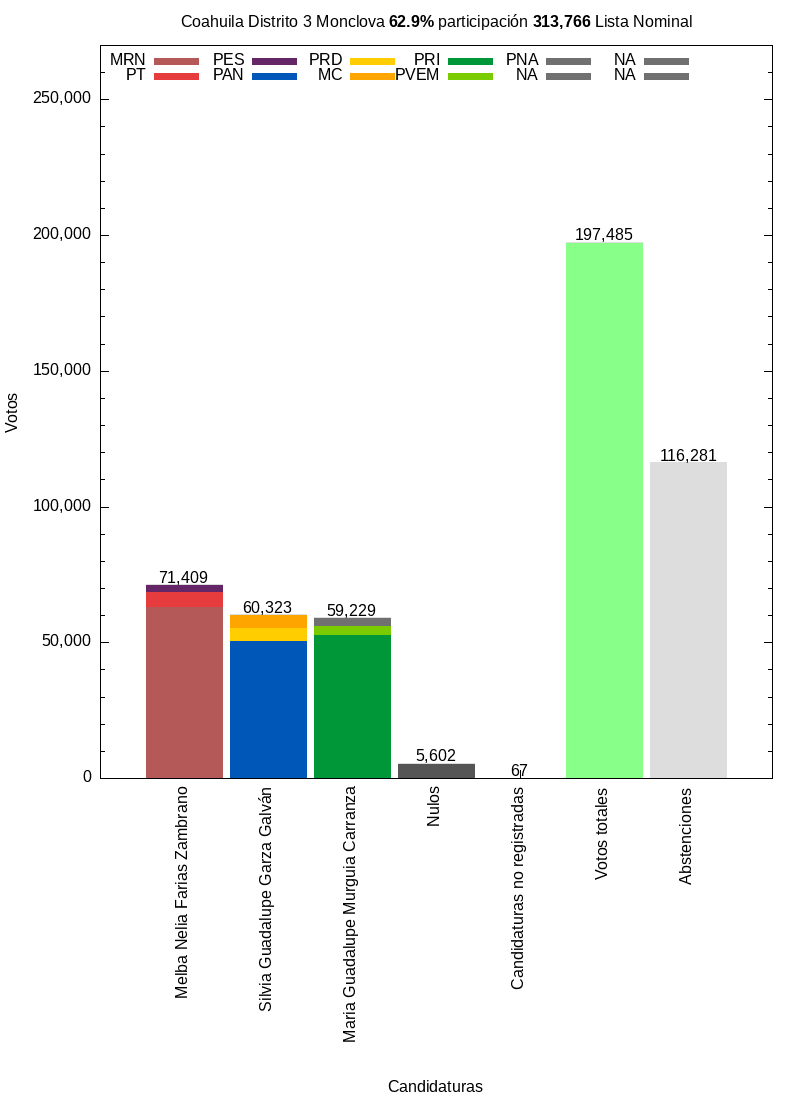 Coahuila Distrito 3 Monclova 62.9% participación 313,766 Lista Nominal
MRN PES PRD PRI PNA NA
PT PAN MC PVEM NA NA
250,000
200,000
150,000
100,000
50,000
0
Votos
71,409
60,323
59,229
5,602
67
197,485
116,281
Melba Nelia Farias Zambrano
Silvia Guadalupe Garza Galván
Maria Guadalupe Murguia Carranza
Nulos
Candidaturas no registradas
Votos totales
Abstenciones
Candidaturas